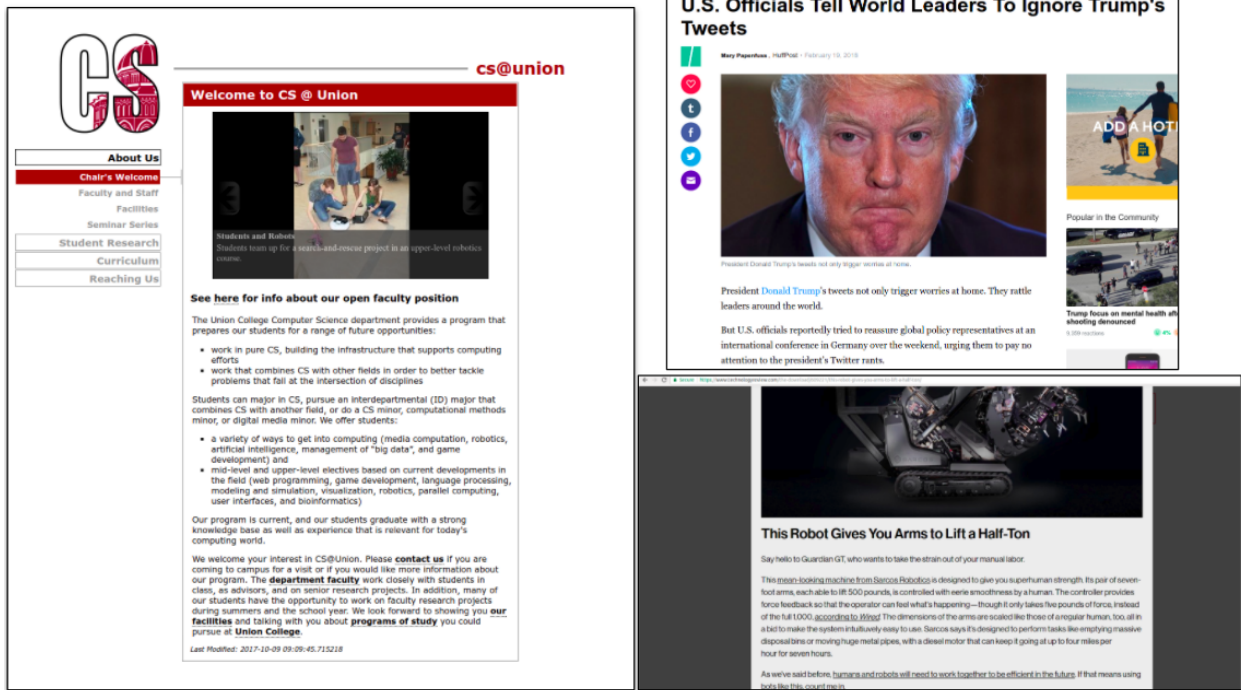 CS
cs@union
Welcome to CS @ Union
About Us
Chair's Welcome
Faculty and Staff
Facilities
Seminar Series
Student Research
Curriculum
Reaching Us
Students and Robots
Students team up for a search-and-rescue project in an upper-level robotics
course.
See here for info about our open faculty position
The Union College Computer Science department provides a program that
prepares our students for a range of future opportunities:
• work in pure CS, building the infrastructure that supports computing
efforts
• work that combines CS with other fields in order to better tackle
problems that fall at the intersection of disciplines
Students can major in CS, pursue an interdepartmental (ID) major that
combines CS with another field, or do a CS minor, computational methods
minor, or digital media minor. We offer students:
• a variety of ways to get into computing (media computation, robotics,
artificial intelligence, management of "big data", and game
development) and
• mid-level and upper-level electives based on current developments in
the field (web programming, game development, language processing,
modeling and simulation, visualization, robotics, parallel computing,
user interfaces, and bioinformatics)
Our program is current, and our students graduate with a strong
knowledge base as well as experience that is relevant for today's
computing world.
We welcome your interest in CS@Union. Please contact us if you are
coming to campus for a visit or if you would like more information about
our program. The department faculty work closely with students in
class, as advisors, and on senior research projects. In addition, many of
our students have the opportunity to work on faculty research projects
during summers and the school year. We look forward to showing you our
facilities and talking with you about programs of study you could
pursue at Union College.
Last Modified: 2017-10-09 09:09:45.715218
U.S. Officials Tell World Leaders To Ignore Trump's
Tweets
Mary Papenfuss, HuffPost - February 19, 2018
President Donald Trump's tweets not only trigger worries at home.
President Donald Trump's tweets not only trigger worries at home. They rattle
leaders around the world.
But U.S. officials reportedly tried to reassure global policy representatives at an
international conference in Germany over the weekend, urging them to pay no
attention to the president's Twitter rants.
ADD A HOT
Popular in the Community
Trump focus on mental health aft
shooting denounced
reactions
Secure
This Robot Gives You Arms to Lift a Half-Ton
Say hello to Guardian GT, who wants to take the strain out of your manual labor.
This mean-looking machine from Sarcos Robotics is designed to give you superhuman strength. Its pair of seven-
foot arms, each able to lift 500 pounds, is controlled with eerie smoothness by a human. The controller provides
force feedback so that the operator can feel what's happening—though it only takes five pounds of force, instead
of the full 1,000, according to Wired. The dimensions of the arms are scaled like those of a regular human, too, all in
a bid to make the system intuitively easy to use. Sarcos says it's designed to perform tasks like emptying massive
disposal bins or moving huge metal pipes, with a diesel motor that can keep it going at up to four miles per
hour for seven hours.
As we've said before, humans and robots will need to work together to be efficient in the future. If that means using
bots like this, count me in.